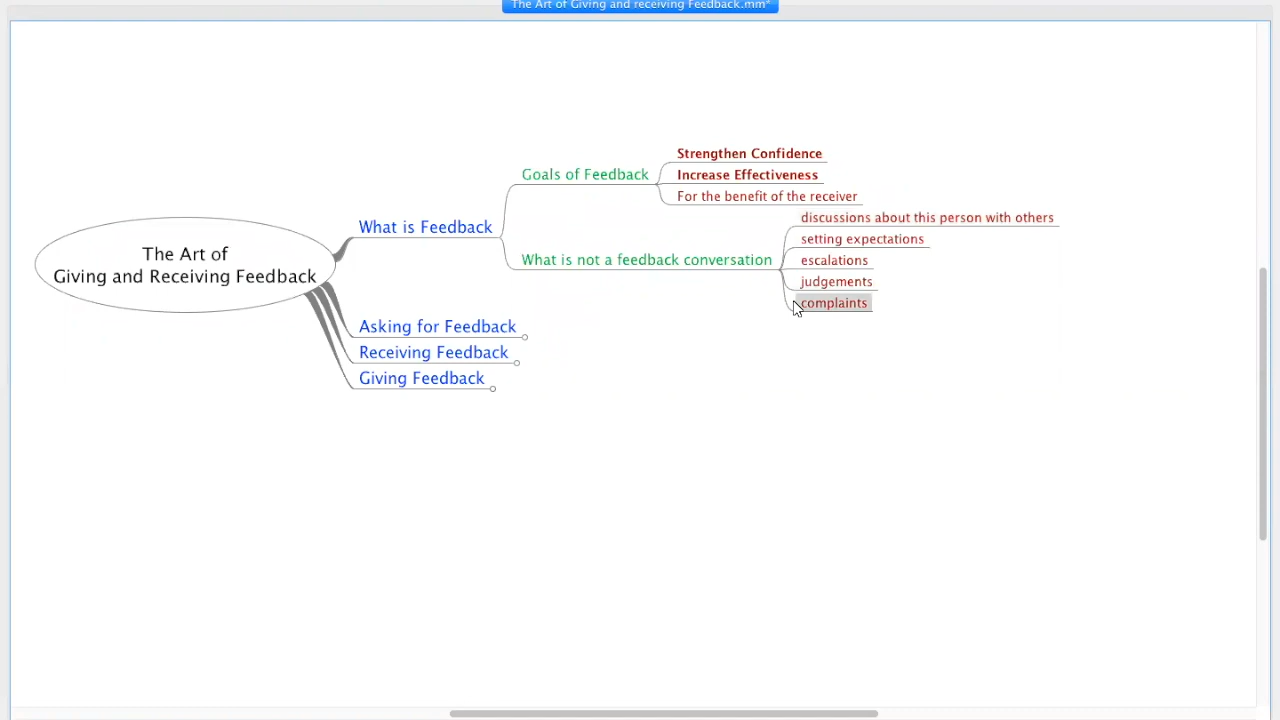 The Art of Giving and receiving Feedback.mm*
The Art of
Giving and Receiving Feedback
What is Feedback
Goals of Feedback
Strengthen Confidence
Increase Effectiveness
For the benefit of the receiver
What is not a feedback conversation
discussions about this person with others
setting expectations
escalations
judgements
complaints
Asking for Feedback
Receiving Feedback
Giving Feedback